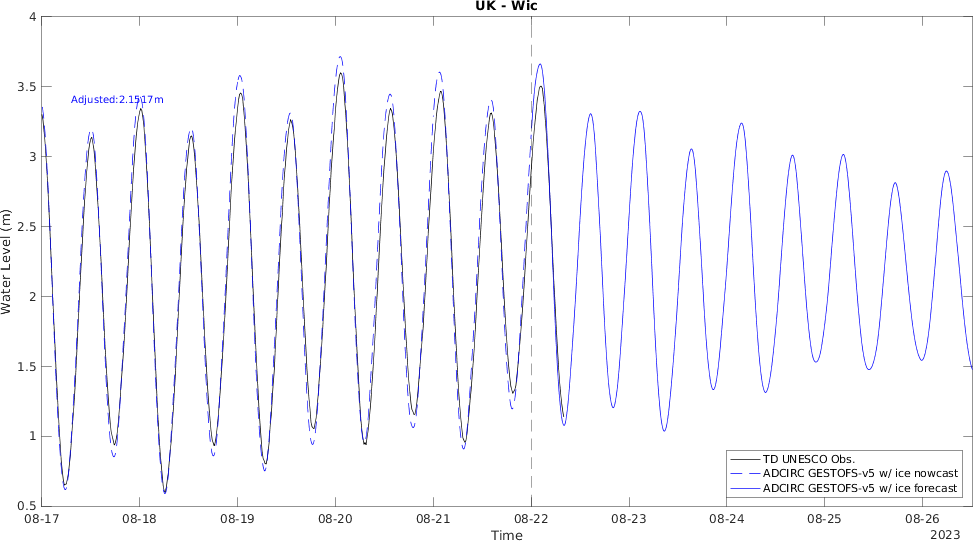 UK - Wic
4
3.5
3
2.5
2
1.5
1
0.5
Water Level (m)
Adjusted:2.1517m
TD UNESCO Obs.
ADCIRC GESTOFS-v5 w/ ice nowcast
ADCIRC GESTOFS-v5 w/ ice forecast
08-17 08-18 08-19 08-20 08-21 08-22 08-23 08-24 08-25 08-26
Time
2023